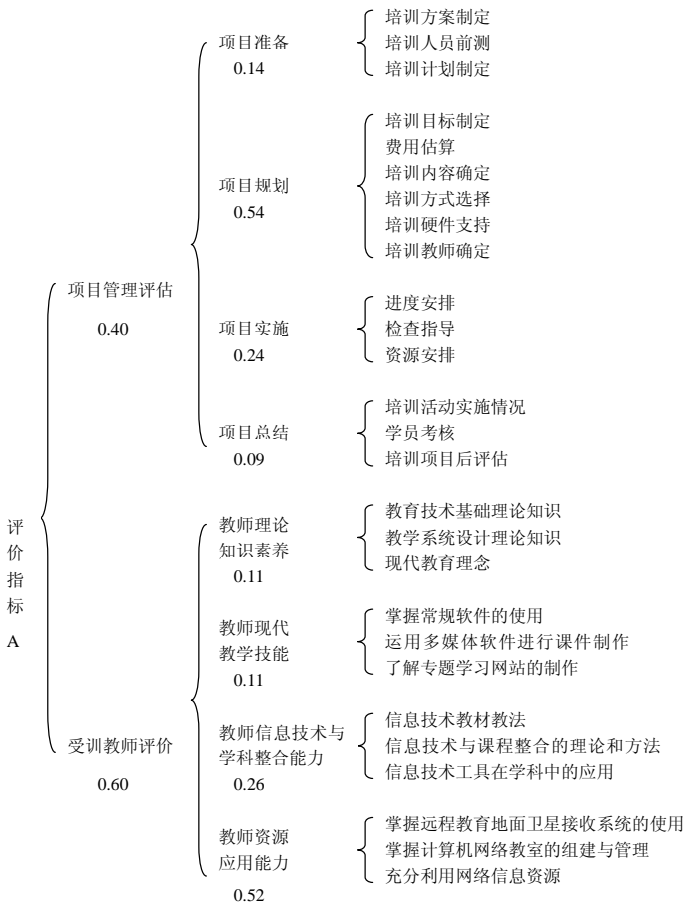 评
价
指
标
A
项目管理评估
0.40
项目准备
0.14
培训方案制定
培训人员前测
培训计划制定
项目规划
0.54
培训目标制定
费用估算
培训内容确定
培训方式选择
培训硬件支持
培训教师确定
项目实施
0.24
进度安排
检查指导
资源安排
项目总结
0.09
培训活动实施情况
学员考核
培训项目后评估
受训教师评价
0.60
教师理论
知识素养
0.11
教育技术基础理论知识
教学系统设计理论知识
现代教育理念
教师现代
教学技能
0.11
掌握常规软件的使用
运用多媒体软件进行课件制作
了解专题学习网站的制作
教师信息技术与
学科整合能力
0.26
信息技术教材教法
信息技术与课程整合的理论和方法
信息技术工具在学科中的应用
教师资源
应用能力
0.52
掌握远程教育地面卫星接收系统的使用
掌握计算机网络教室的组建与管理
充分利用网络信息资源